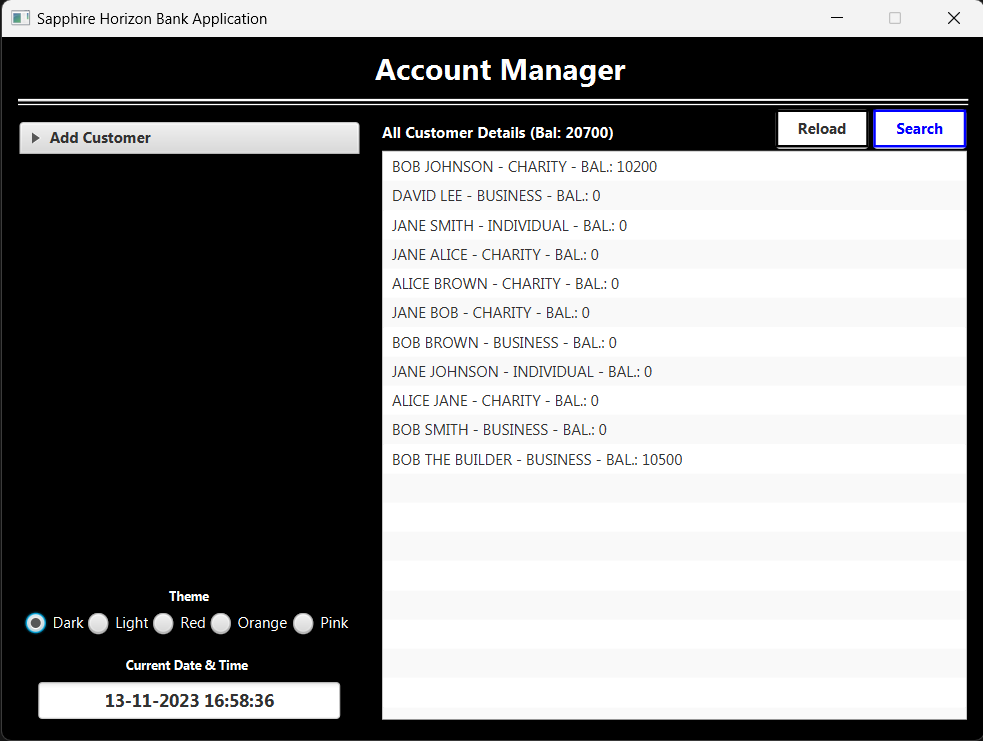 Sapphire Horizon Bank Application
Account Manager
Add Customer
All Customer Details (Bal: 20700)
Reload
Search
BOB JOHNSON - CHARITY - BAL.: 10200
DAVID LEE - BUSINESS - BAL.: 0
JANE SMITH - INDIVIDUAL - BAL.: 0
JANE ALICE - CHARITY - BAL.: 0
ALICE BROWN - CHARITY - BAL.: 0
JANE BOB - CHARITY - BAL.: 0
BOB BROWN - BUSINESS - BAL.: 0
JANE JOHNSON - INDIVIDUAL - BAL.: 0
ALICE JANE - CHARITY - BAL.: 0
BOB SMITH - BUSINESS - BAL.: 0
BOB THE BUILDER - BUSINESS - BAL.: 10500
Theme
Dark Light Red Orange Pink
Current Date & Time
13-11-2023 16:58:36